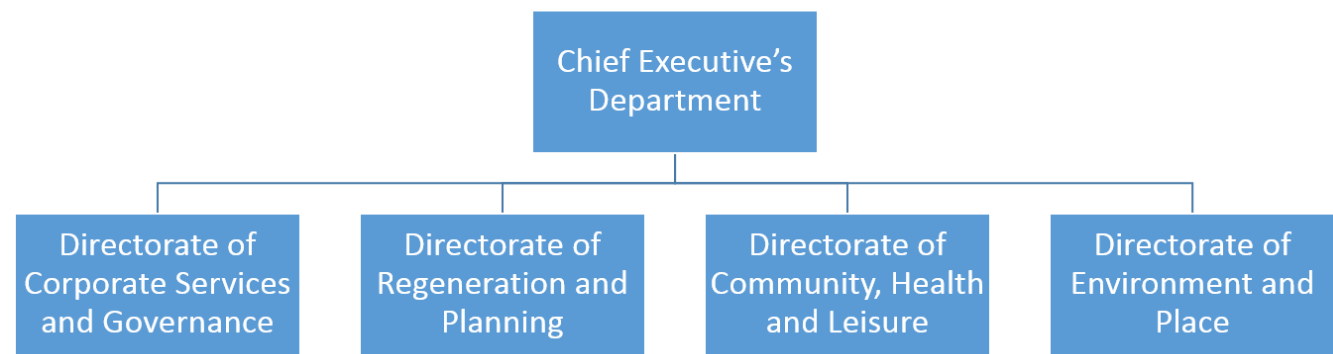 Chief Executive’s
Department
Directorate of
Corporate Services
and Governance
Directorate of
Regeneration and
Planning
Directorate of
Community, Health
and Leisure
Directorate of
Environment and
Place